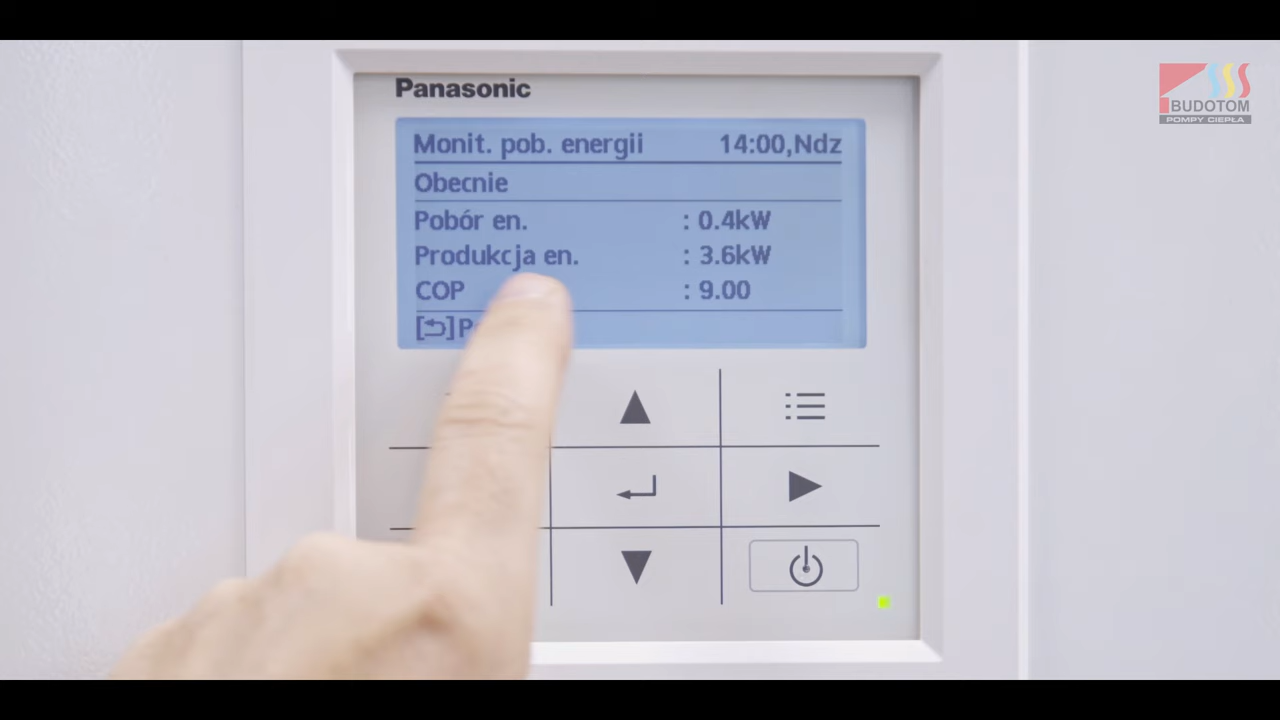 Panasonic
BUDOTOM
POMPY CIEPŁA
Monit. pob. energii 14:00,Ndz
Obecnie
Pobór en. : 0.4kW
Produkcja en. : 3.6kW
COP : 9.00